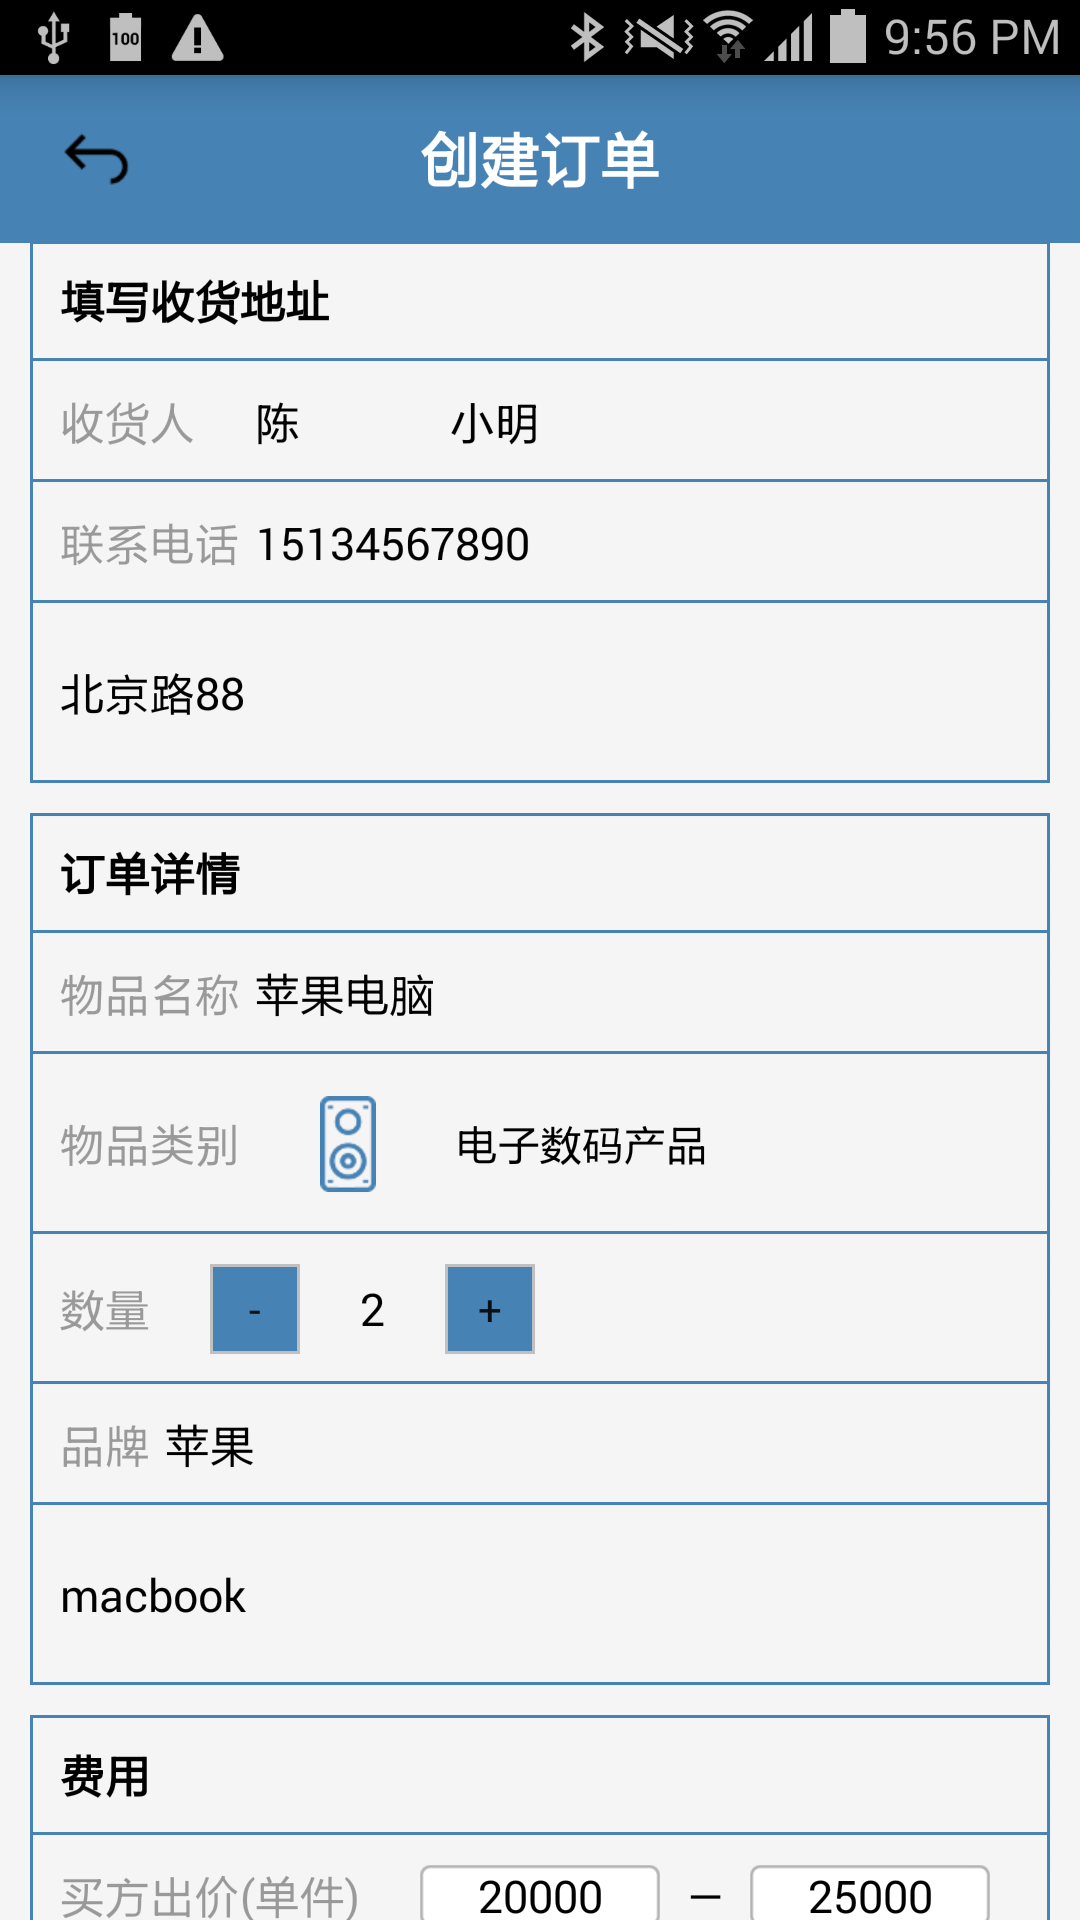 100 9:56 PM
创建订单
填写收货地址
收货人 陈 小明
联系电话 15134567890
北京路88
订单详情
物品名称 苹果电脑
物品类别 电子数码产品
数量 - 2 +
品牌 苹果
macbook
费用
买方出价(单件) 20000 — 25000